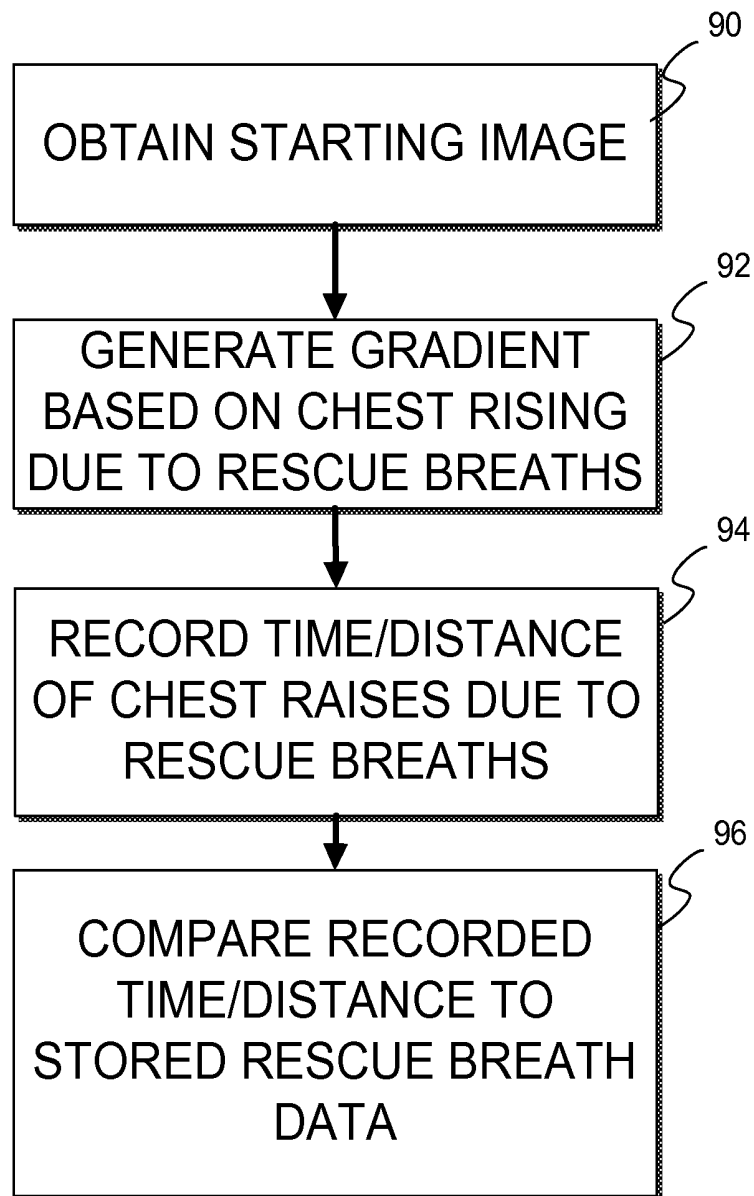 90
OBTAIN STARTING IMAGE
92
GENERATE GRADIENT
BASED ON CHEST RISING
DUE TO RESCUE BREATHS
94
RECORD TIME/DISTANCE
OF CHEST RAISES DUE TO
RESCUE BREATHS
96
COMPARE RECORDED
TIME/DISTANCE TO
STORED RESCUE BREATH
DATA